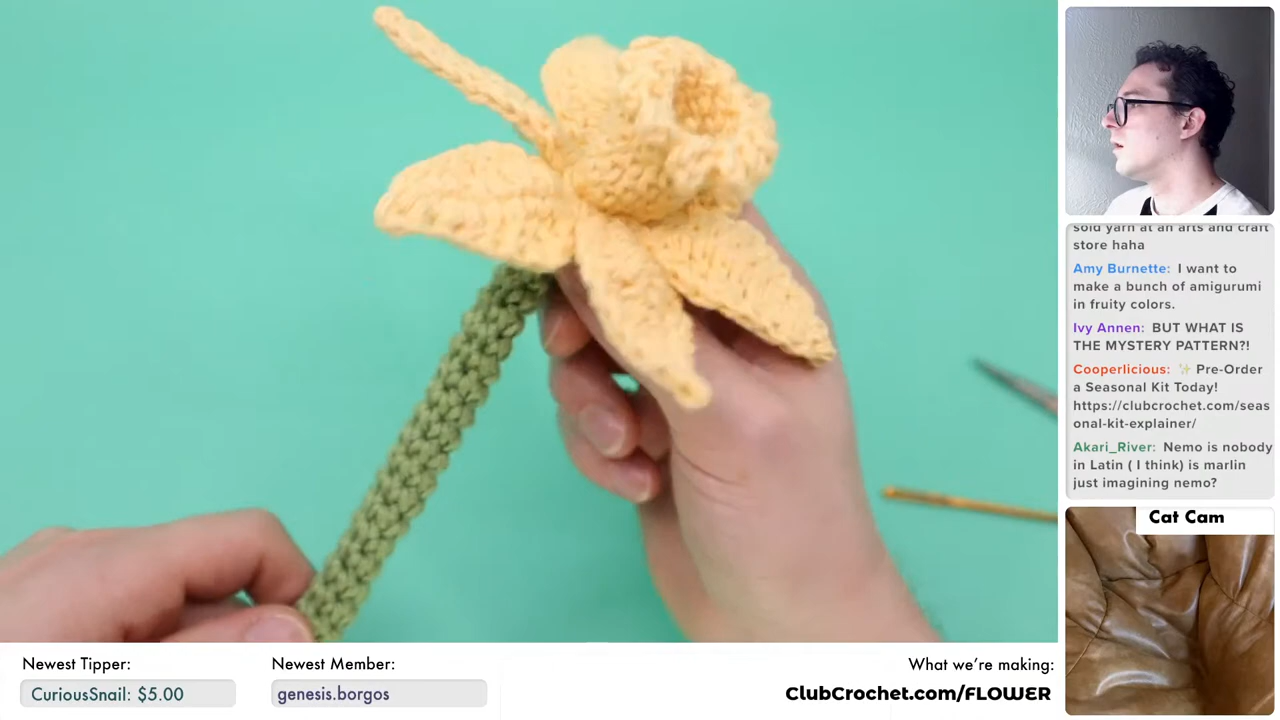 sold yarn at an arts and craft
store haha
Amy Burnette: I want to
make a bunch of amigurumi
in fruity colors.
Ivy Annen: BUT WHAT IS
THE MYSTERY PATTERN?!
Cooperlicious: ✨ Pre-Order
a Seasonal Kit Today!
https://clubcrochet.com/seas
onal-kit-explainer/
Akari_River: Nemo is nobody
in Latin ( I think) is marlin
just imagining nemo?
Cat Cam
Newest Tipper:
CuriousSnail: $5.00
Newest Member:
genesis.borgos
What we're making:
ClubCrochet.com/FLOWER